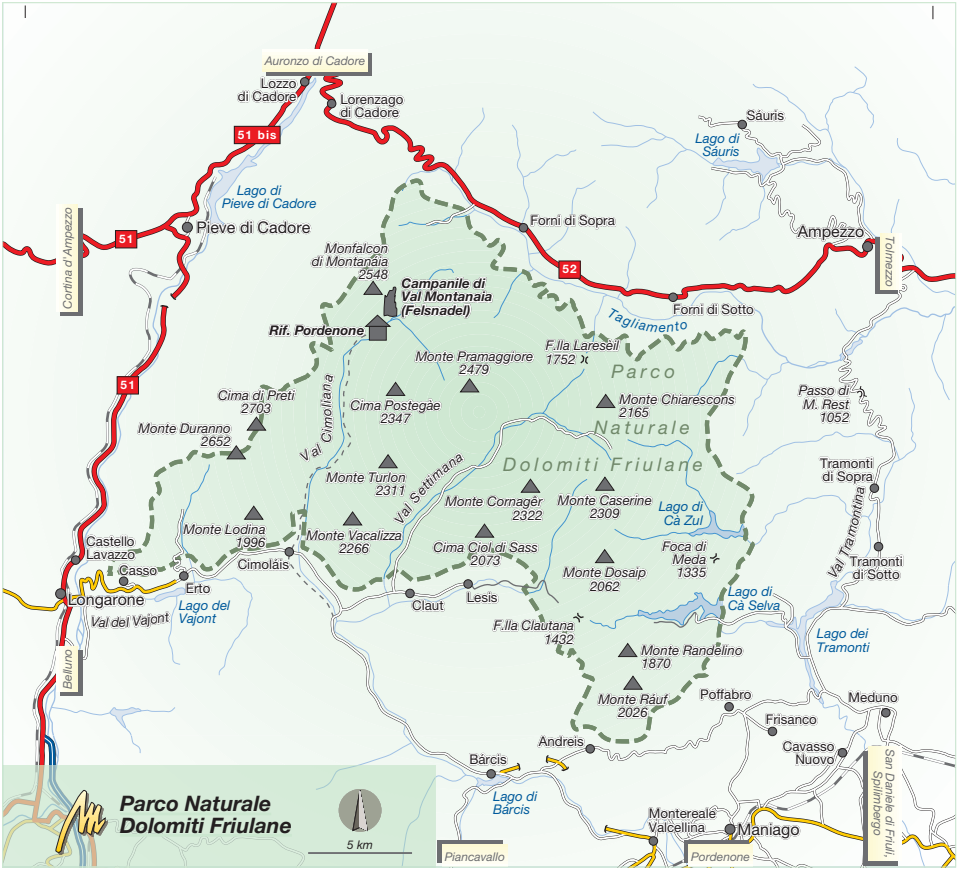 Auronzo di Cadore
Lozzo
di Cadore
Lorenzago
di Cadore
51 bis
Sáuris
Lago di
Sáuris
Lago di
Pieve di Cadore
Cortina d'Ampezzo
51
Pieve di Cadore
Forni di Sopra
Ampezzo
Tolmezzo
52
Monfalcon
di Montanaia
2548
Campanile di
Val Montanaia
(Felsnadel)
Rif. Pordenone
Forni di Sotto
Tagliamento
F.lla Laresèil
1752
Monte Pramaggiore
2479
Parco
Naturale
Dolomiti Friulane
51
Cima di Preti
2703
Cima Postegàe
2347
Monte Chiarescons
2165
Passo di
M. Rest
1052
Monte Duranno
2652
Val Cimoliana
Monte Turlon
2311
Val Settimana
Tramonti
di Sopra
Monte Cornagêr
2322
Monte Caserine
2309
Lago di
Cà Zul
Monte Lodina
1996
Monte Vacalizza
2266
Cima Ciol di Sass
2073
Foca di
Meda
1335
Val Tramontina
Tramonti
di Sotto
Castello
Lavazzo
Casso
Cimoláis
Monte Dosaip
2062
Erto
Longarone
Lago del
Vajont
Val del Vajont
Claut
Lesis
Lago di
Cà Selva
F.lla Clautana
1432
Lago dei
Tramonti
Belluno
Monte Randelino
1870
Monte Ráuf
2026
Poffabro
Meduno
Frisanco
Andreis
Cavasso
Nuovo
Bárcis
Lago di
Bárcis
San Daniele di Friuli,
Spilimbergo
Montereale
Valcellina
Maniago
Piancavallo
Pordenone
Parco Naturale
Dolomiti Friulane
5 km